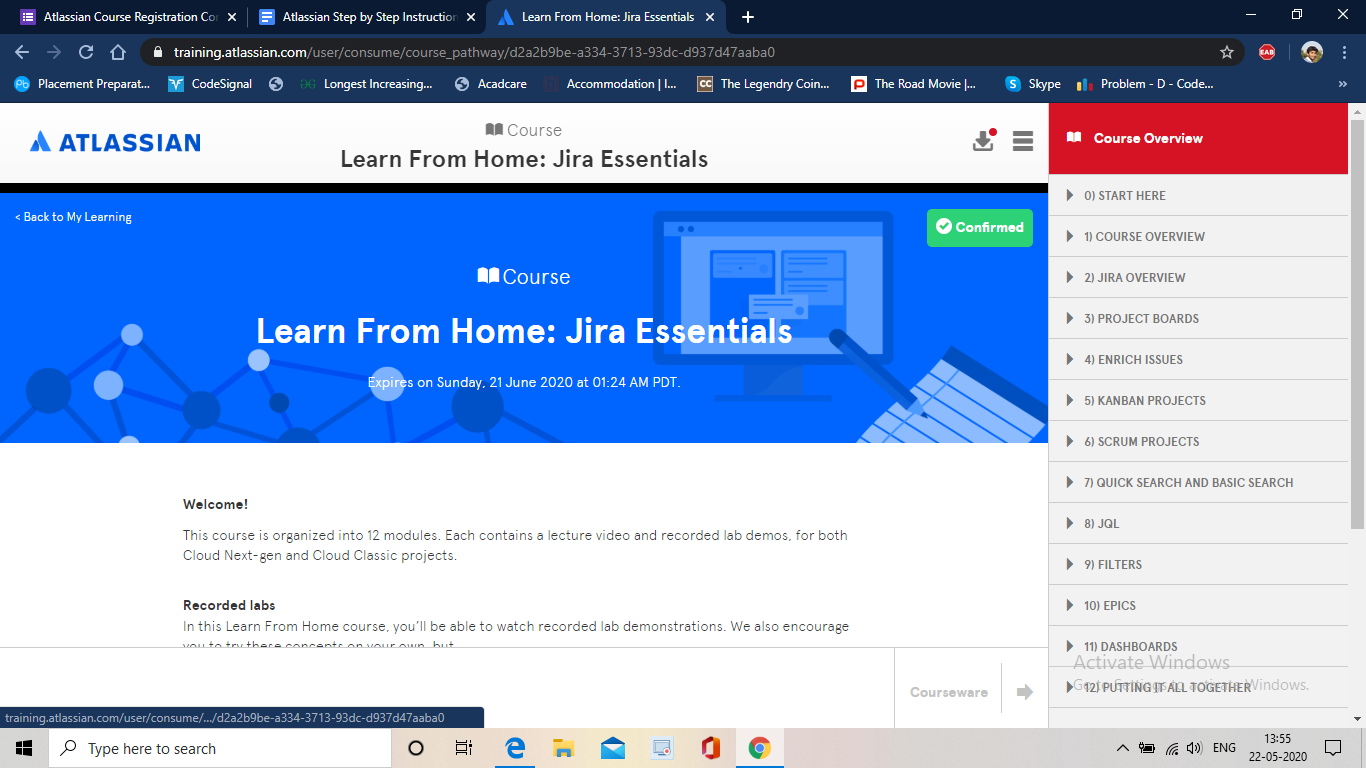 Atlassian Course Registration Co
Atlassian Step by Step Instruction
Learn From Home: Jira Essentials
training.atlassian.com/user/consume/course_pathway/d2a2b9be-a334-3713-93dc-d937d47aaba0
Placement Preparat...
CodeSignal
Longest Increasing...
Acadcare
Accommodation | I...
CC The Legendry Coin...
The Road Movie |...
Skype
Problem - D - Code...
»
ATLASSIAN
Course
Learn From Home: Jira Essentials
< Back to My Learning
Confirmed
Course
Learn From Home: Jira Essentials
Expires on Sunday, 21 June 2020 at 01:24 AM PDT.
Welcome!
This course is organized into 12 modules. Each contains a lecture video and recorded lab demos, for both
Cloud Next-gen and Cloud Classic projects.
Recorded labs
In this Learn From Home course, you'll be able to watch recorded lab demonstrations. We also encourage
you to try these concepts on your own, but
Courseware
Course Overview
0) START HERE
1) COURSE OVERVIEW
2) JIRA OVERVIEW
3) PROJECT BOARDS
4) ENRICH ISSUES
5) KANBAN PROJECTS
6) SCRUM PROJECTS
7) QUICK SEARCH AND BASIC SEARCH
8) JQL
9) FILTERS
10) EPICS
11) DASHBOARDS
12) PUTTING IT ALL TOGETHER
Activate Windows
Go to Settings to activate Windows.
training.atlassian.com/user/consume/.../d2a2b9be-a334-3713-93dc-d937d47aaba0
Type here to search
ENG
13:55
22-05-2020